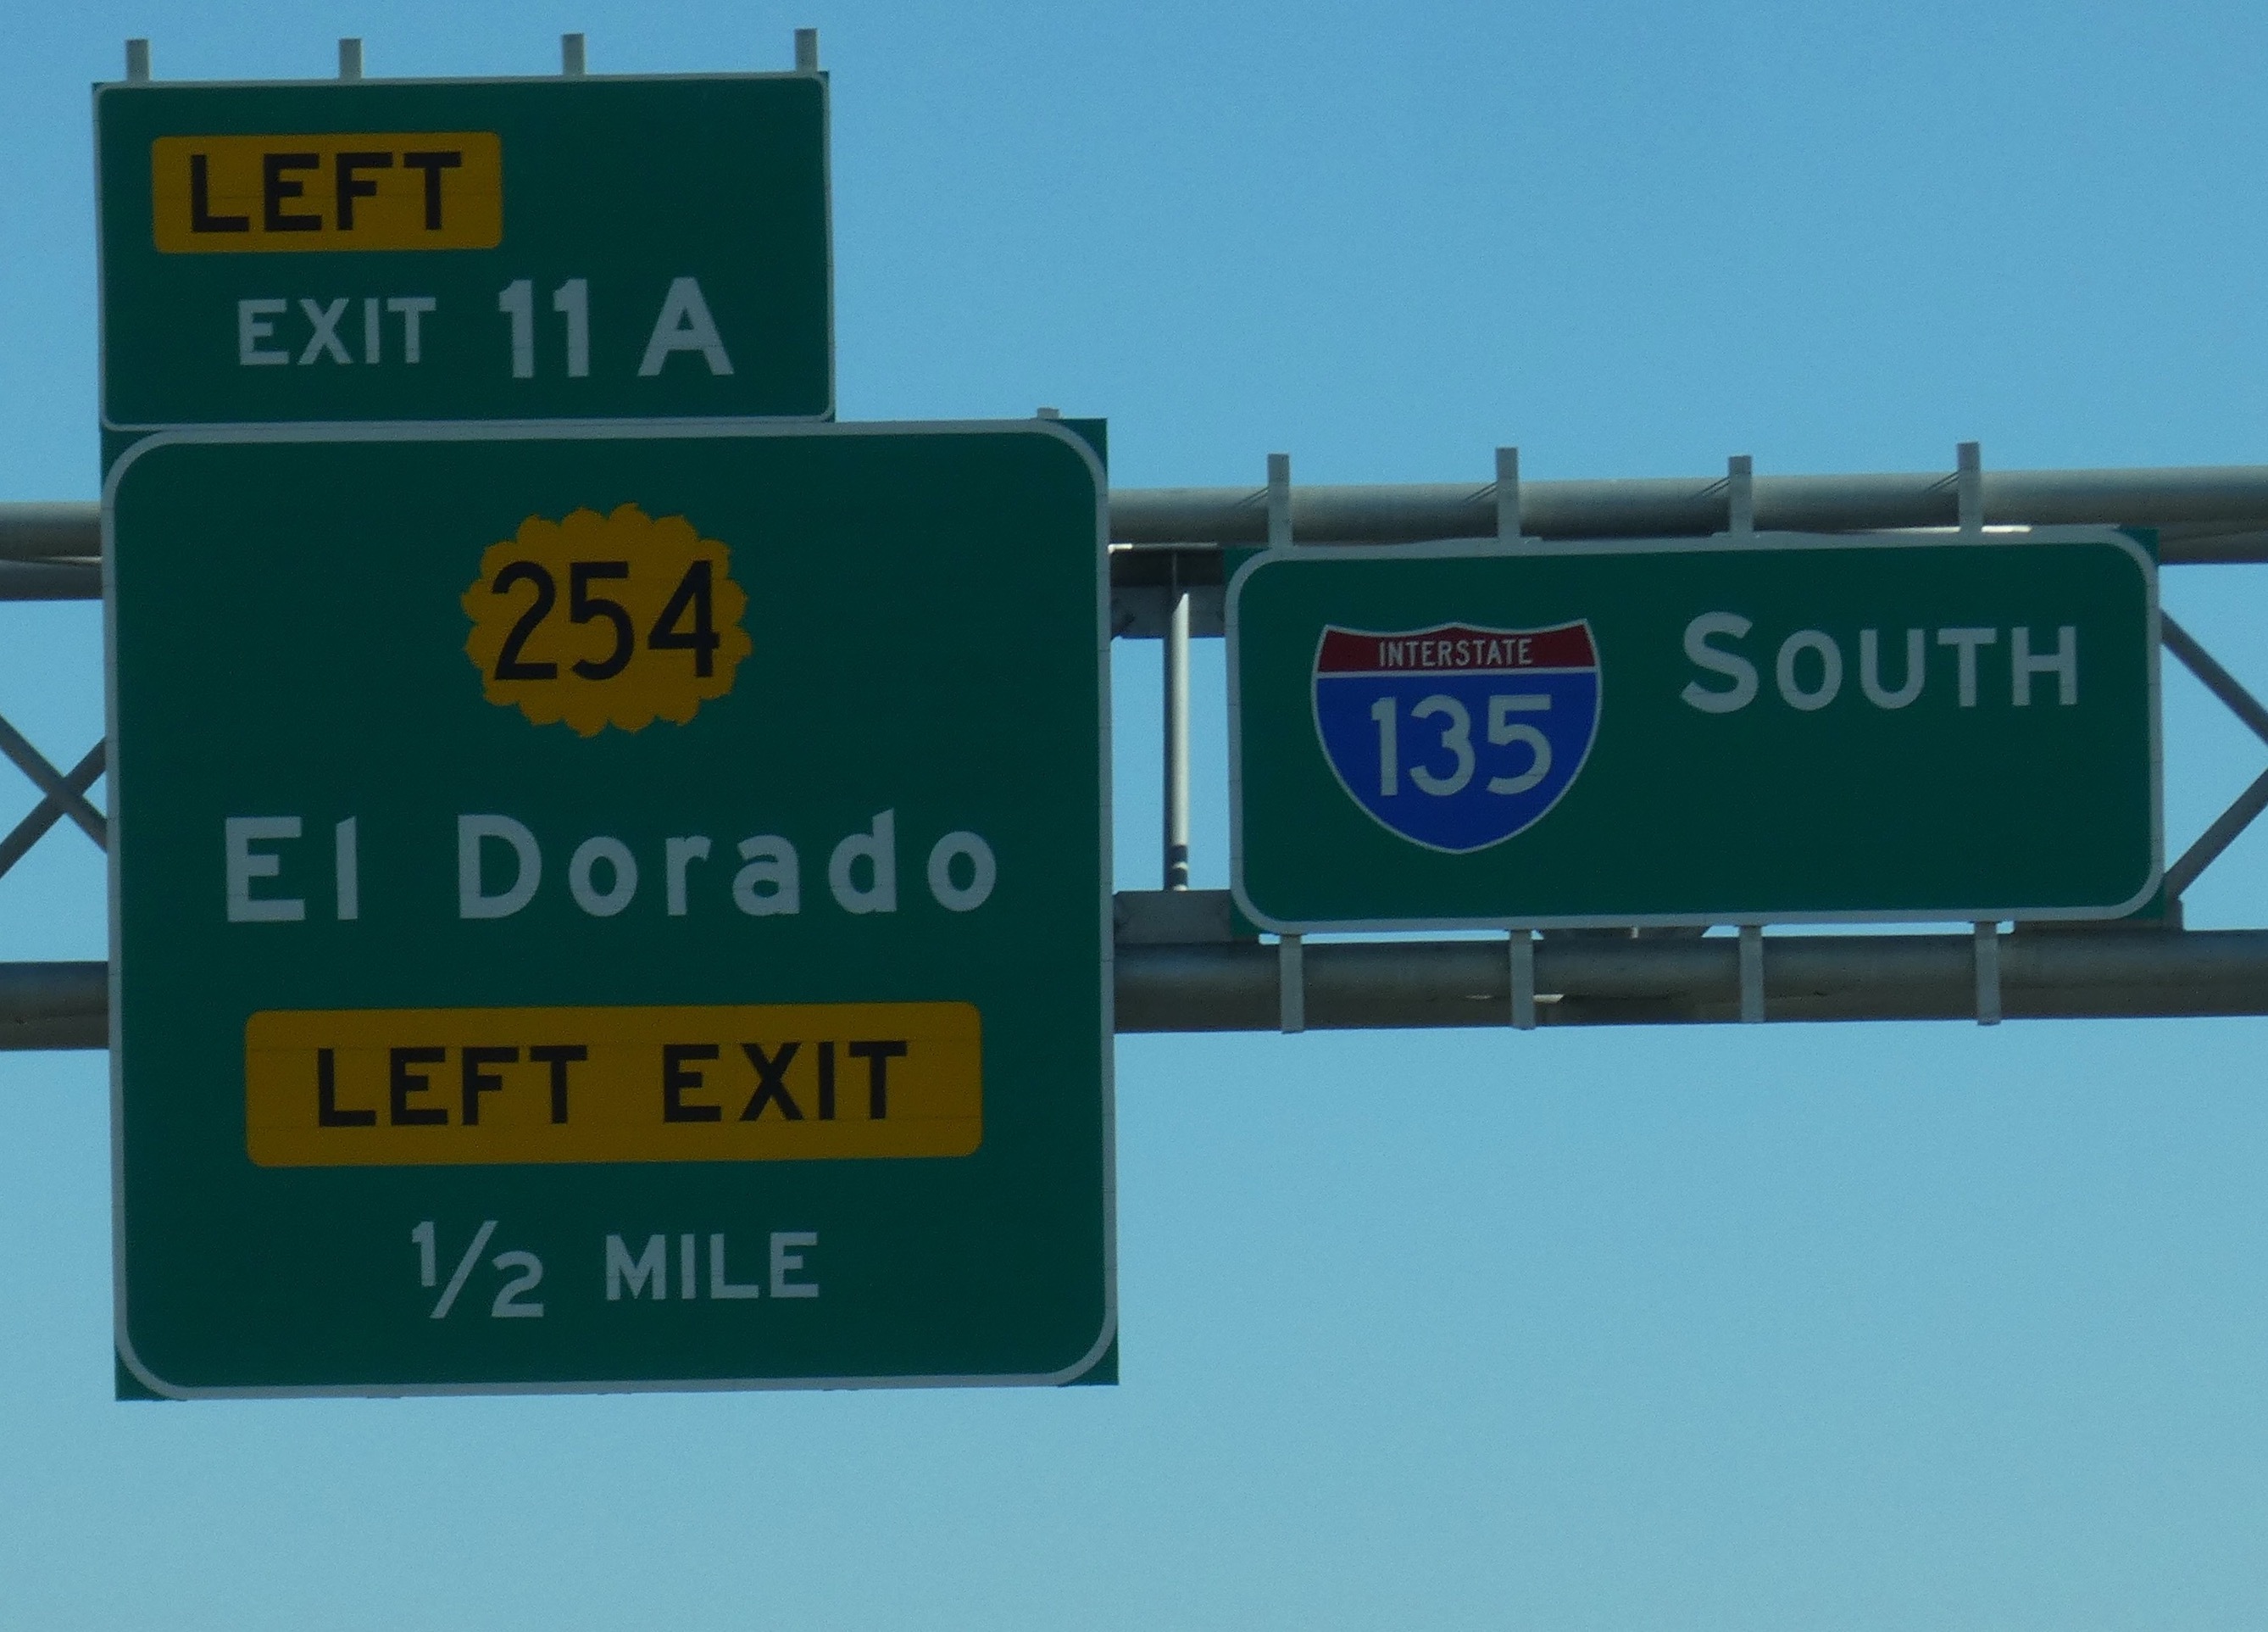 LEFT
EXIT 11 A
254
El Dorado
LEFT EXIT
1/2 MILE
INTERSTATE
135
SOUTH